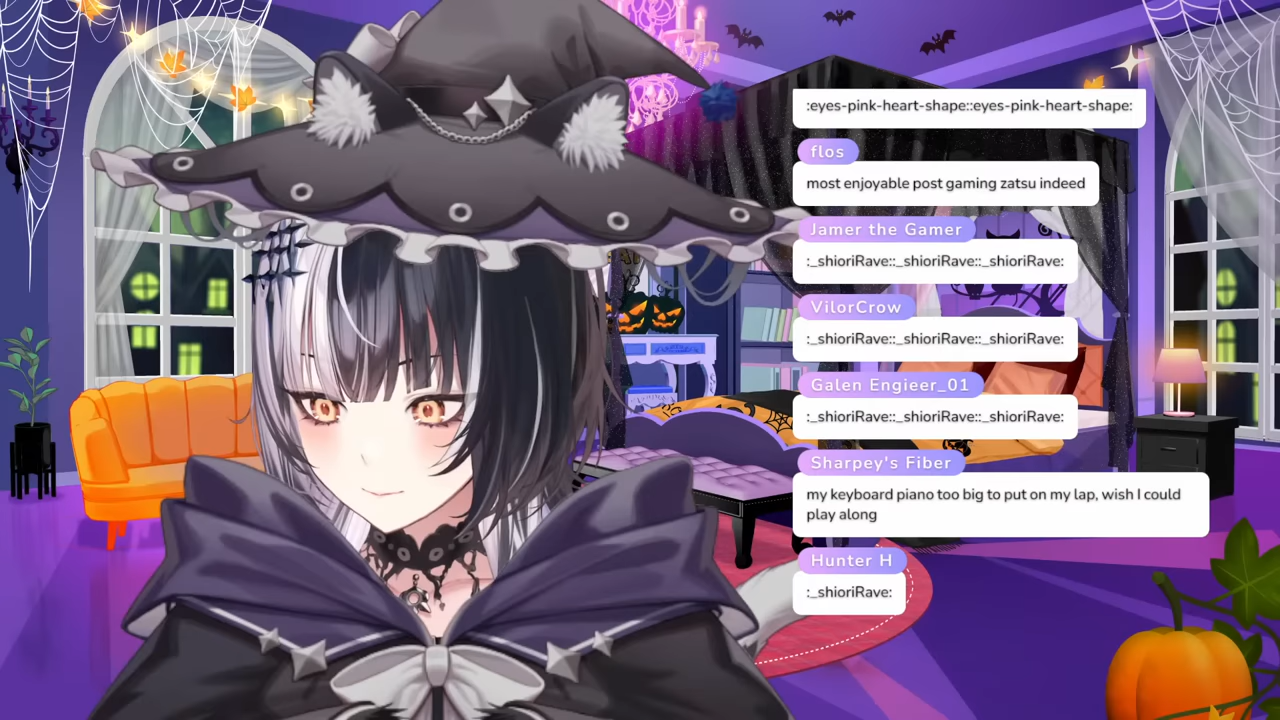 :eyes-pink-heart-shape::eyes-pink-heart-shape:
flos
most enjoyable post gaming zatsu indeed
Jamer the Gamer
:_shioriRave::_shioriRave::_shioriRave:
VilorCrow
:_shioriRave::_shioriRave::_shioriRave:
Galen Engieer_01
:_shioriRave::_shioriRave::_shioriRave:
Sharpey's Fiber
my keyboard piano too big to put on my lap, wish I could
play along
Hunter H
:_shioriRave: